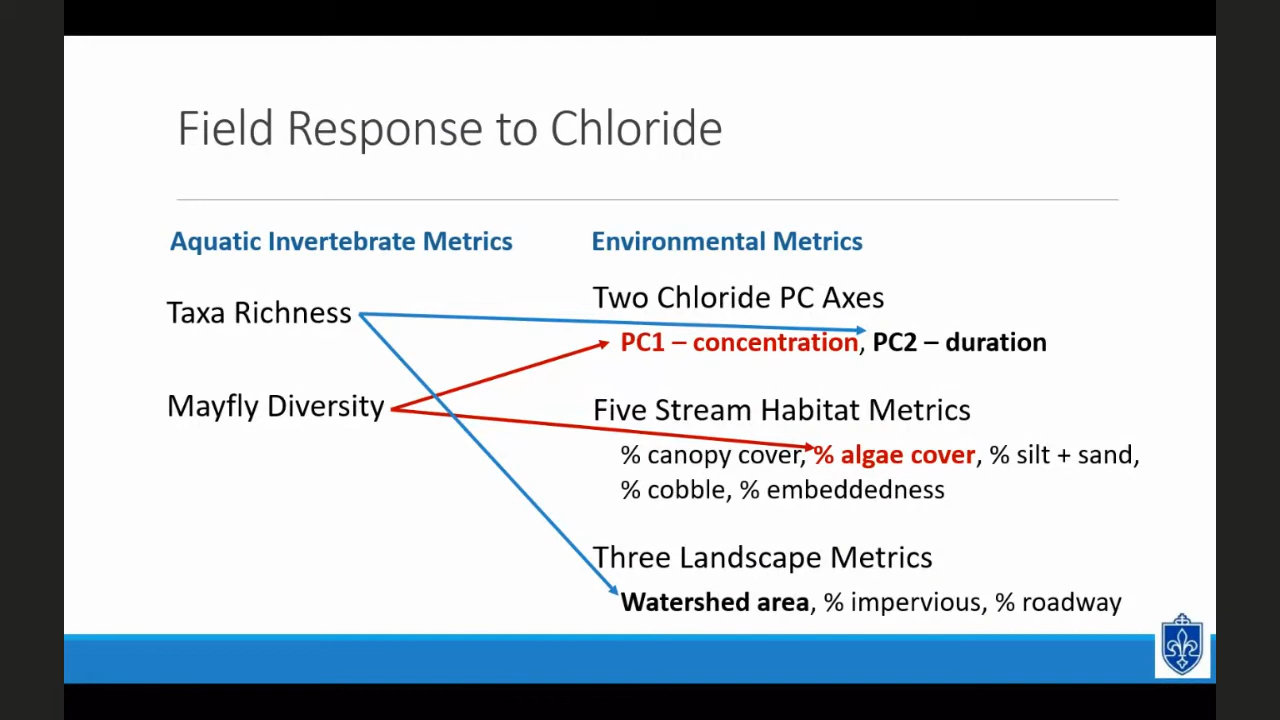 Field Response to Chloride
Aquatic Invertebrate Metrics
Environmental Metrics
Taxa Richness
Mayfly Diversity
Two Chloride PC Axes
PC1 – concentration, PC2 – duration
Five Stream Habitat Metrics
% canopy cover, % algae cover, % silt + sand,
% cobble, % embeddedness
Three Landscape Metrics
Watershed area, % impervious, % roadway